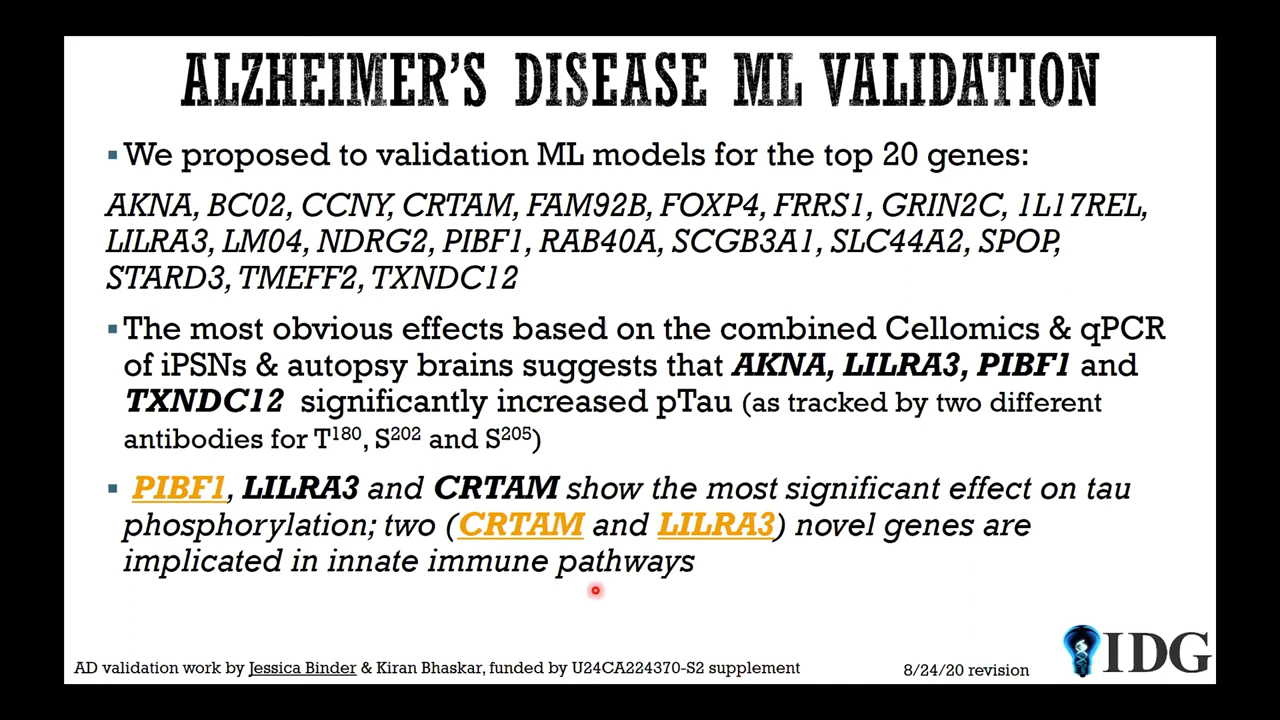 ALZHEIMER'S DISEASE ML VALIDATION
▪ We proposed to validation ML models for the top 20 genes:
AKNA, BC02, CCNY, CRTAM, FAM92B, FOXP4, FRRS1, GRIN2C, 1L17REL,
LILRA3, LM04, NDRG2, PIBF1, RAB40A, SCGB3A1, SLC44A2, SPOP,
STARD3, TMEFF2, TXNDC12
▪ The most obvious effects based on the combined Cellomics & qPCR
of iPSNs & autopsy brains suggests that AKNA, LILRA3, PIBF1 and
TXNDC12 significantly increased pTau (as tracked by two different
antibodies for T¹⁸⁰, S²⁰² and S²⁰⁵)
▪ PIBF1, LILRA3 and CRTAM show the most significant effect on tau
phosphorylation; two (CRTAM and LILRA3) novel genes are
implicated in innate immune pathways
IDG
AD validation work by Jessica Binder & Kiran Bhaskar, funded by U24CA224370-S2 supplement
8/24/20 revision